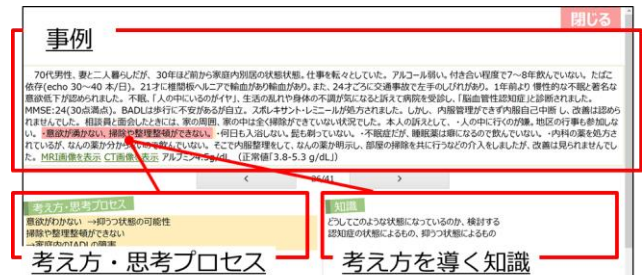 閉じる
事例
70代男性、妻と二人暮らしだが、30年ほど前から家庭内別居の状態状態。仕事を転々としていた。アルコール弱い。付き合い程度で7~8年飲んでいない。たばこ
依存(echo 30~40 本/日)。21才に椎間板ヘルニアで輸血があり輸血があり。また、24才ごろに交通事故で左手のしびれがあり。1年前より 慢性的な不眠と著名な
意欲低下が認められました。不眠、「人の中にいるのがイヤ」、生活の乱れや身体の不調が気になると訴えて病院を受診し、「脳血管性認知症」と診断されました。
MMSE:24(30点満点)。BADLは歩行に不安があるが自立。スボレキサント・レミニールが処方されました。しかし、内服管理ができず内服自己中断し、改善は認めら
れませんでした。相談員と面会したときには、家の周囲、家の中は全く掃除ができていない状況でした。本人の訴えとして、・人の中に行くのが嫌。地区の行事も参加しな
い。・意欲が湧かない。掃除や整理整頓ができない。・何日も入浴しない。髭も剃っていない。・不眠症だが、睡眠薬は癖になるので飲んでいない。・内科の薬を処方さ
れているが、なんの薬か分からないので飲んでいない。そこで内服整理をして、なんの薬か明示し、部屋の掃除を共に行うなどの介入をしましたが、改善は見られませんでし
た。MRI画像を表示 CT画像を表示 アルブミン4.5g/dL (正常値「3.8-5.3 g/dL」)
< 26/41 >
考え方・思考プロセス
意欲がわかない →抑うつ状態の可能性
掃除や整理整頓ができない
→家庭内のIADLの障害
考え方・思考プロセス
知識
どうしてこのような状態になっているのか、検討する
認知症の状態によるもの、抑うつ状態によるもの
考え方を導く知識